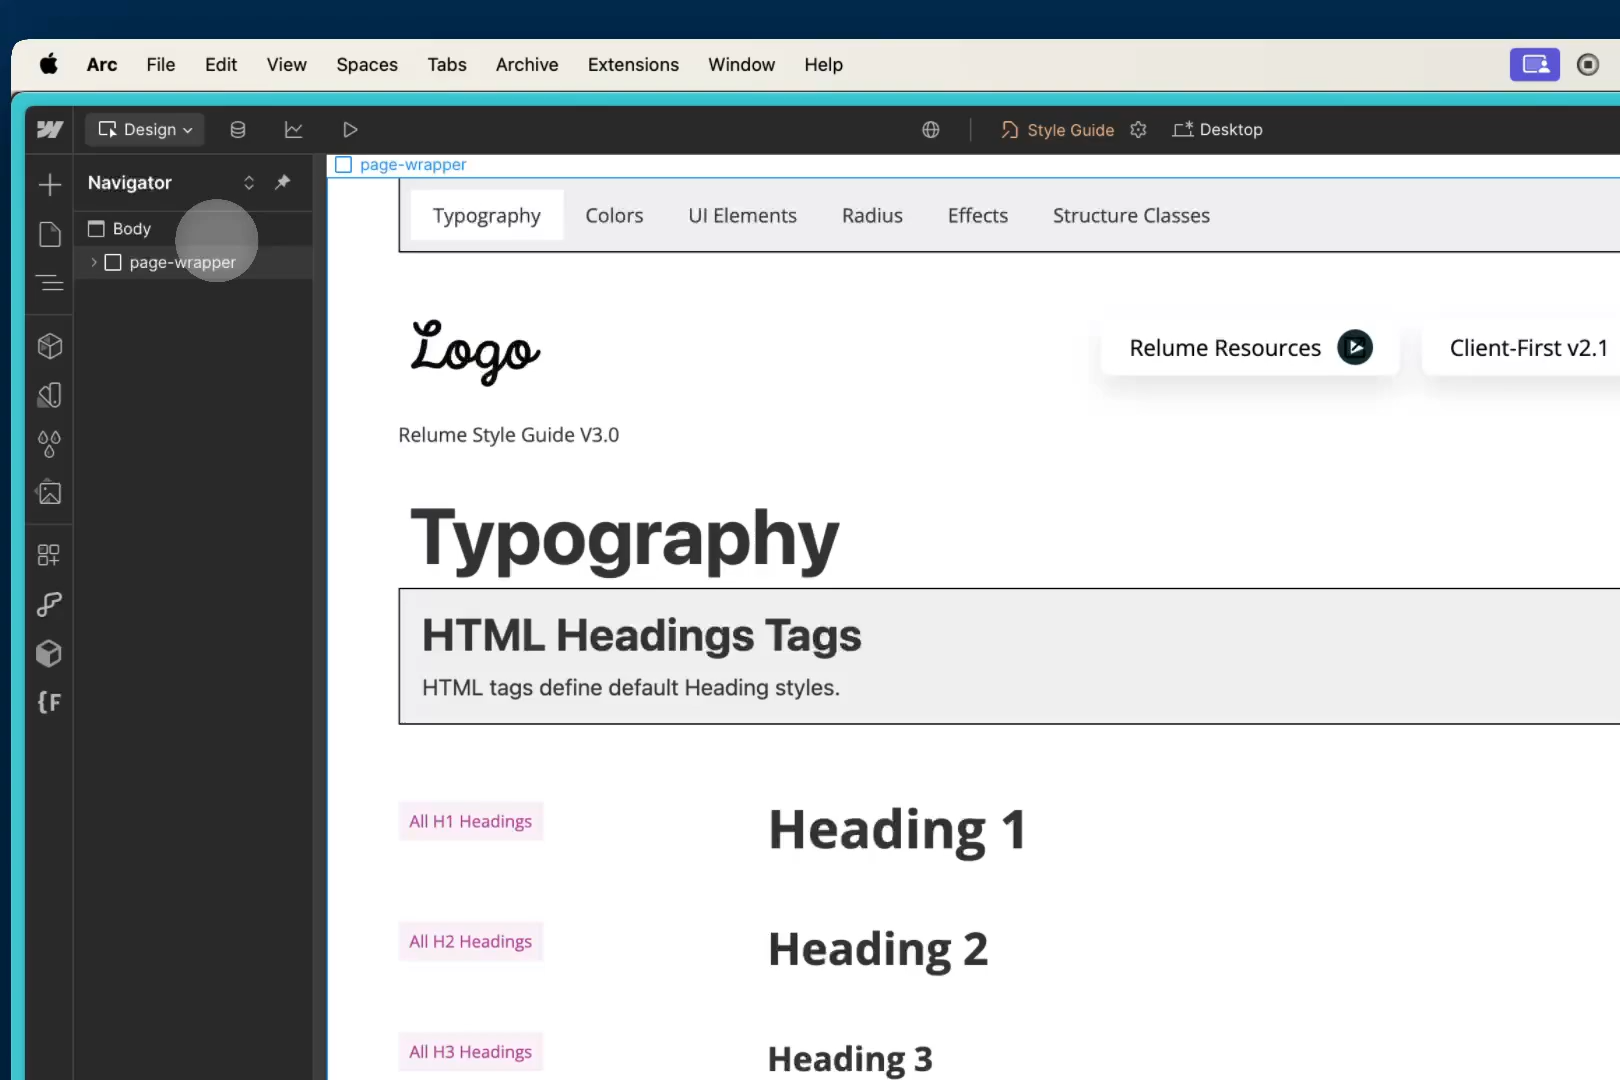 Arc File Edit View Spaces Tabs Archive Extensions Window Help
Design Style Guide Desktop
Navigator
Body
page-wrapper
page-wrapper
Typography Colors UI Elements Radius Effects Structure Classes
Logo
Relume Resources Client-First v2.1
Relume Style Guide V3.0
Typography
HTML Headings Tags
HTML tags define default Heading styles.
All H1 Headings Heading 1
All H2 Headings Heading 2
All H3 Headings Heading 3
{F